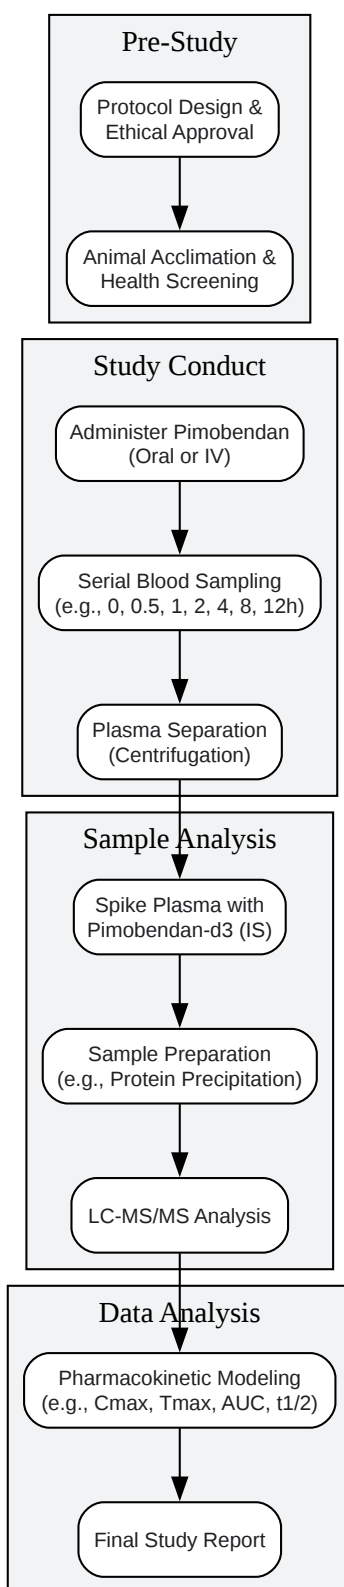 Pre-Study
Protocol Design &
Ethical Approval
Animal Acclimation &
Health Screening
Study Conduct
Administer Pimobendan
(Oral or IV)
Serial Blood Sampling
(e.g., 0, 0.5, 1, 2, 4, 8, 12h)
Plasma Separation
(Centrifugation)
Sample Analysis
Spike Plasma with
Pimobendan-d3 (IS)
Sample Preparation
(e.g., Protein Precipitation)
LC-MS/MS Analysis
Data Analysis
Pharmacokinetic Modeling
(e.g., Cmax, Tmax, AUC, t1/2)
Final Study Report